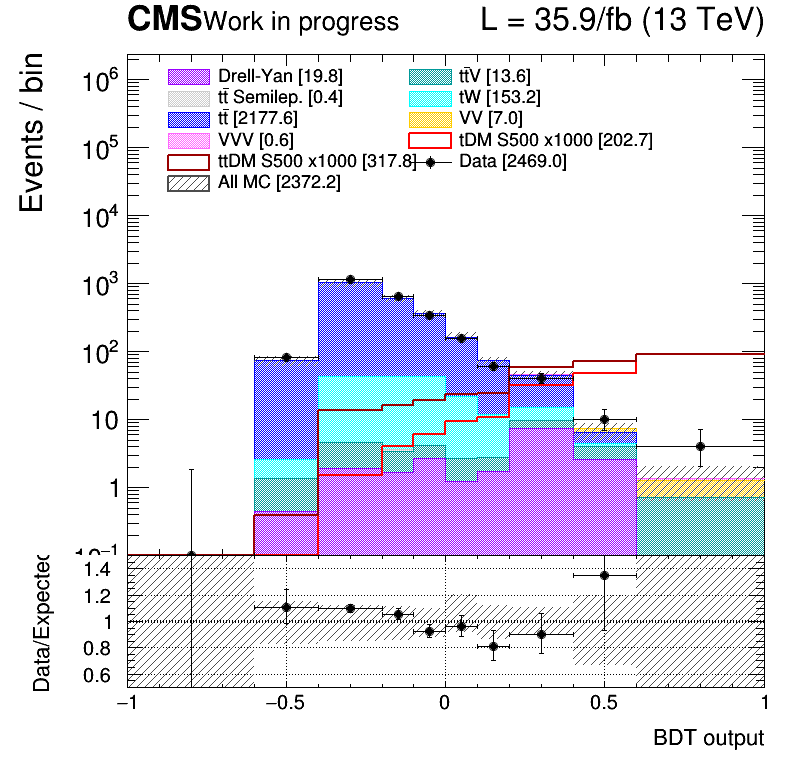 CMS Work in progress L = 35.9/fb (13 TeV)
Events / bin
10⁶
10⁵
10⁴
10³
10²
10
1
10⁻¹
Drell-Yan [19.8]
tt̄V [13.6]
tt̄ Semilep. [0.4]
tW [153.2]
tt̄ [2177.6]
VV [7.0]
VVV [0.6]
tDM S500 x1000 [202.7]
ttDM S500 x1000 [317.8]
Data [2469.0]
All MC [2372.2]
Data/Expected
1.4
1.2
1
0.8
0.6
−1 −0.5 0 0.5 1
BDT output